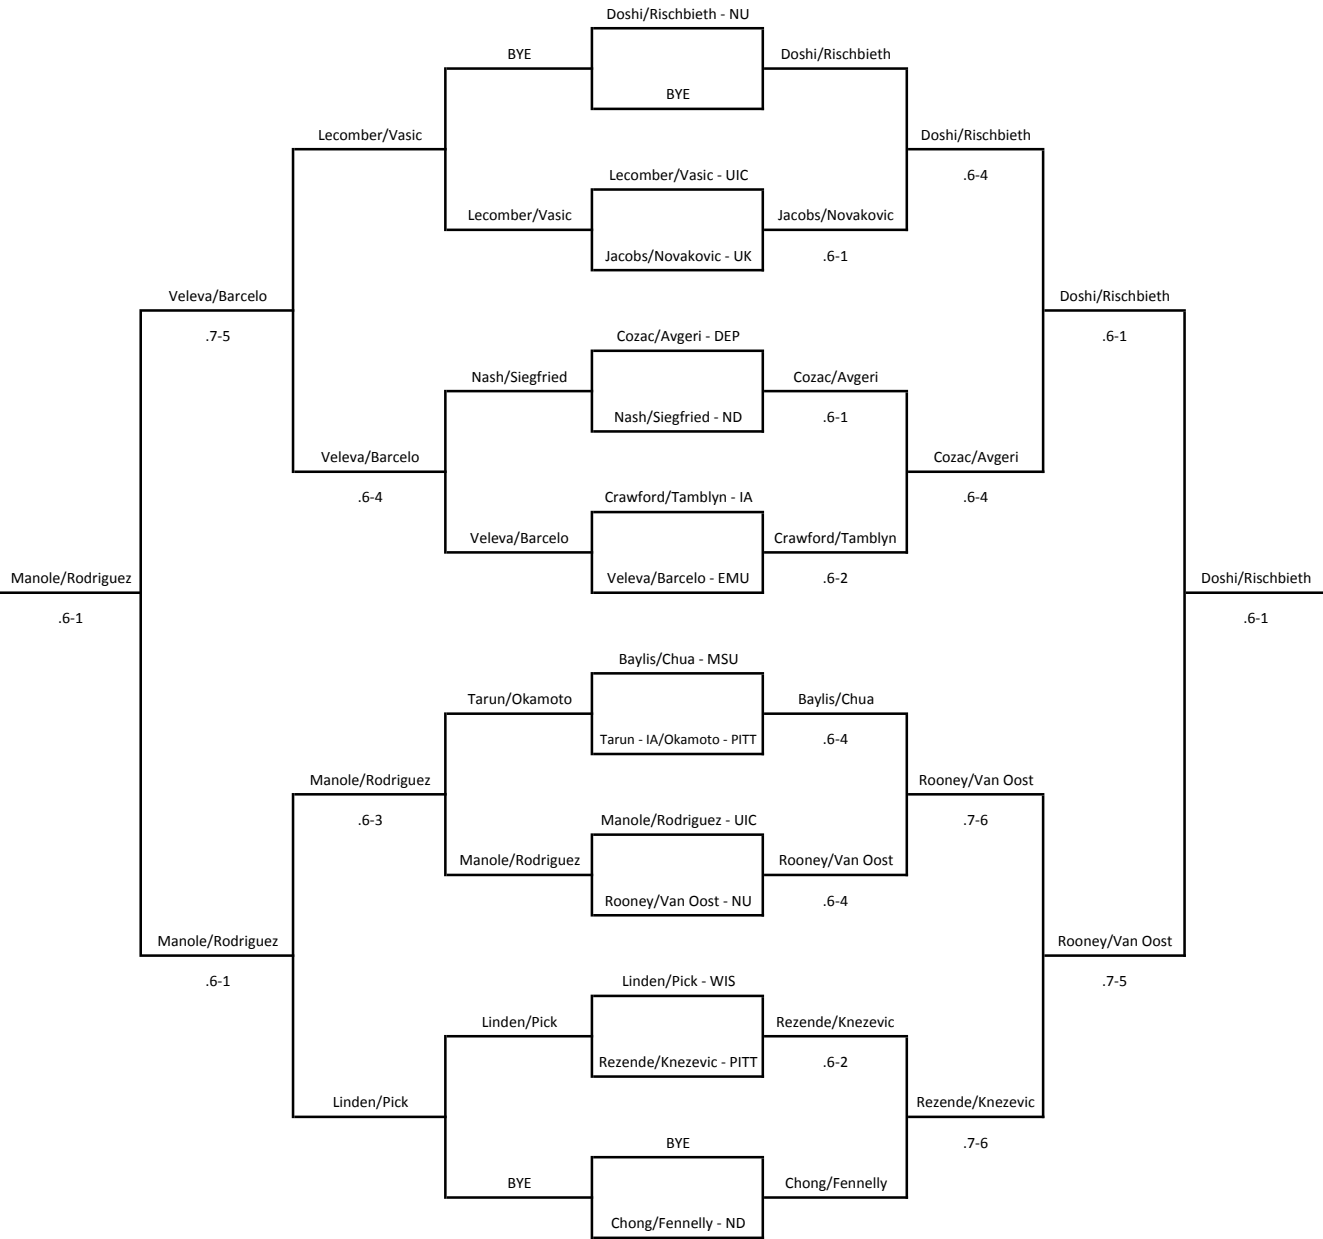 Doshi/Rischbieth - NU
BYE
Doshi/Rischbieth
BYE
Lecomber/Vasic
Doshi/Rischbieth
Lecomber/Vasic - UIC
.6-4
Lecomber/Vasic
Jacobs/Novakovic
Jacobs/Novakovic - UK
.6-1
Veleva/Barcelo
Doshi/Rischbieth
.7-5
Cozac/Avgeri - DEP
.6-1
Nash/Siegfried
Cozac/Avgeri
Nash/Siegfried - ND
.6-1
Veleva/Barcelo
Cozac/Avgeri
.6-4
Crawford/Tamblyn - IA
.6-4
Veleva/Barcelo
Crawford/Tamblyn
Manole/Rodriguez
Veleva/Barcelo - EMU
.6-2
Doshi/Rischbieth
.6-1
.6-1
Baylis/Chua - MSU
Tarun/Okamoto
Baylis/Chua
Tarun - IA/Okamoto - PITT
.6-4
Manole/Rodriguez
Rooney/Van Oost
.6-3
Manole/Rodriguez - UIC
.7-6
Manole/Rodriguez
Rooney/Van Oost
Rooney/Van Oost - NU
.6-4
Manole/Rodriguez
Rooney/Van Oost
.6-1
Linden/Pick - WIS
.7-5
Linden/Pick
Rezende/Knezevic
Rezende/Knezevic - PITT
.6-2
Linden/Pick
Rezende/Knezevic
BYE
.7-6
BYE
Chong/Fennelly
Chong/Fennelly - ND